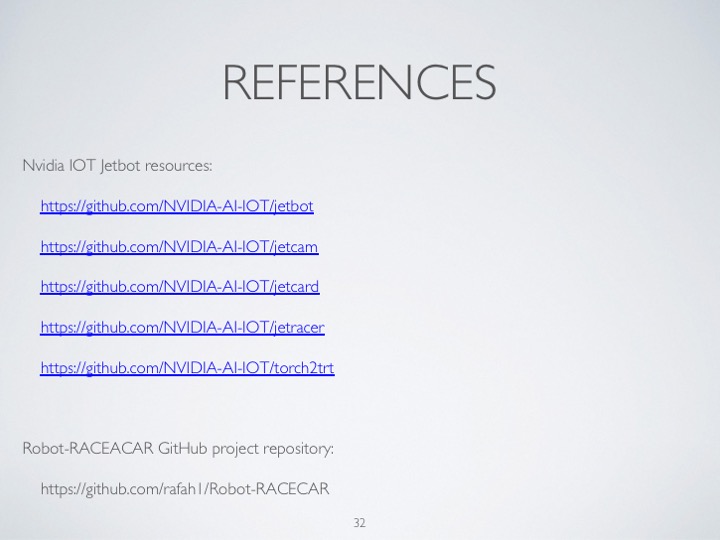 REFERENCES
Nvidia IOT Jetbot resources:
https://github.com/NVIDIA-AI-IOT/jetbot
https://github.com/NVIDIA-AI-IOT/jetcam
https://github.com/NVIDIA-AI-IOT/jetcard
https://github.com/NVIDIA-AI-IOT/jetracer
https://github.com/NVIDIA-AI-IOT/torch2trt
Robot-RACEACAR GitHub project repository:
https://github.com/rafah1/Robot-RACECAR
32